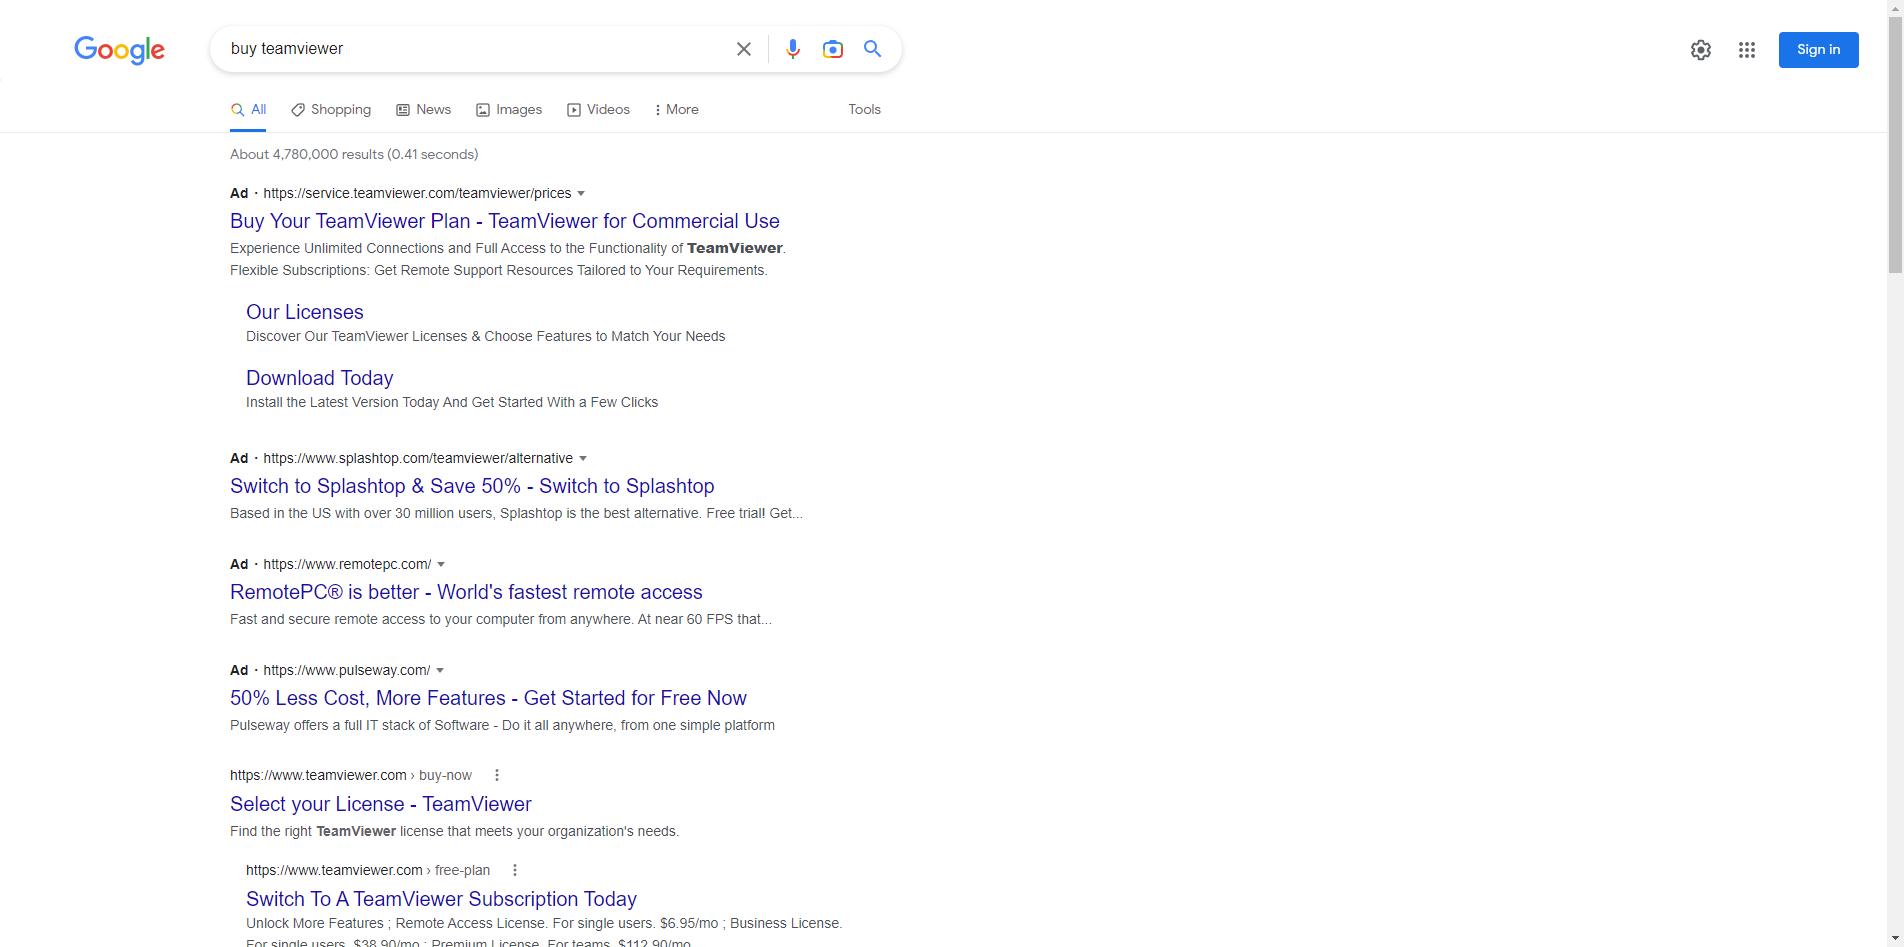 Google
buy teamviewer
Sign in
All
Shopping
News
Images
Videos
More
Tools
About 4,780,000 results (0.41 seconds)
Ad · https://service.teamviewer.com/teamviewer/prices
Buy Your TeamViewer Plan - TeamViewer for Commercial Use
Experience Unlimited Connections and Full Access to the Functionality of TeamViewer.
Flexible Subscriptions: Get Remote Support Resources Tailored to Your Requirements.
Our Licenses
Discover Our TeamViewer Licenses & Choose Features to Match Your Needs
Download Today
Install the Latest Version Today And Get Started With a Few Clicks
Ad · https://www.splashtop.com/teamviewer/alternative
Switch to Splashtop & Save 50% - Switch to Splashtop
Based in the US with over 30 million users, Splashtop is the best alternative. Free trial! Get...
Ad · https://www.remotepc.com/
RemotePC® is better - World's fastest remote access
Fast and secure remote access to your computer from anywhere. At near 60 FPS that...
Ad · https://www.pulseway.com/
50% Less Cost, More Features - Get Started for Free Now
Pulseway offers a full IT stack of Software - Do it all anywhere, from one simple platform
https://www.teamviewer.com › buy-now
Select your License - TeamViewer
Find the right TeamViewer license that meets your organization's needs.
https://www.teamviewer.com › free-plan
Switch To A TeamViewer Subscription Today
Unlock More Features ; Remote Access License. For single users. $6.95/mo ; Business License.
For single users. $38.90/mo ; Premium License. For teams. $112.90/mo